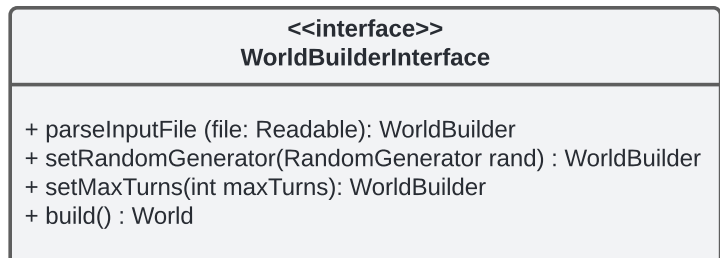 <<interface>>
WorldBuilderInterface
+ parseInputFile (file: Readable): WorldBuilder
+ setRandomGenerator(RandomGenerator rand) : WorldBuilder
+ setMaxTurns(int maxTurns): WorldBuilder
+ build() : World